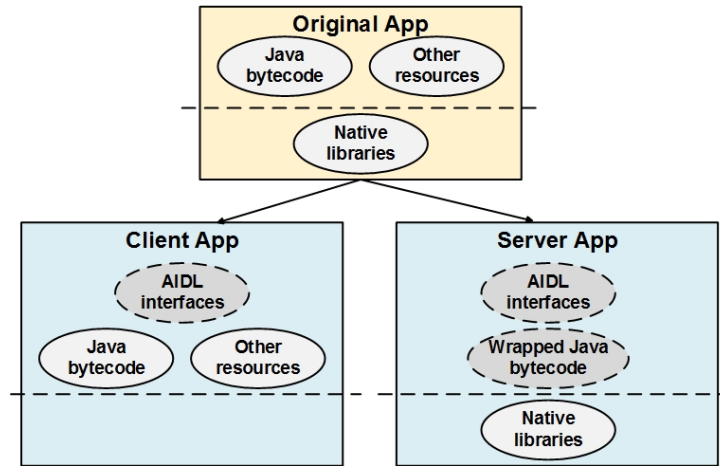 Original App
Java
bytecode
Other
resources
Native
libraries
Client App
AIDL
interfaces
Java
bytecode
Other
resources
Server App
AIDL
interfaces
Wrapped Java
bytecode
Native
libraries